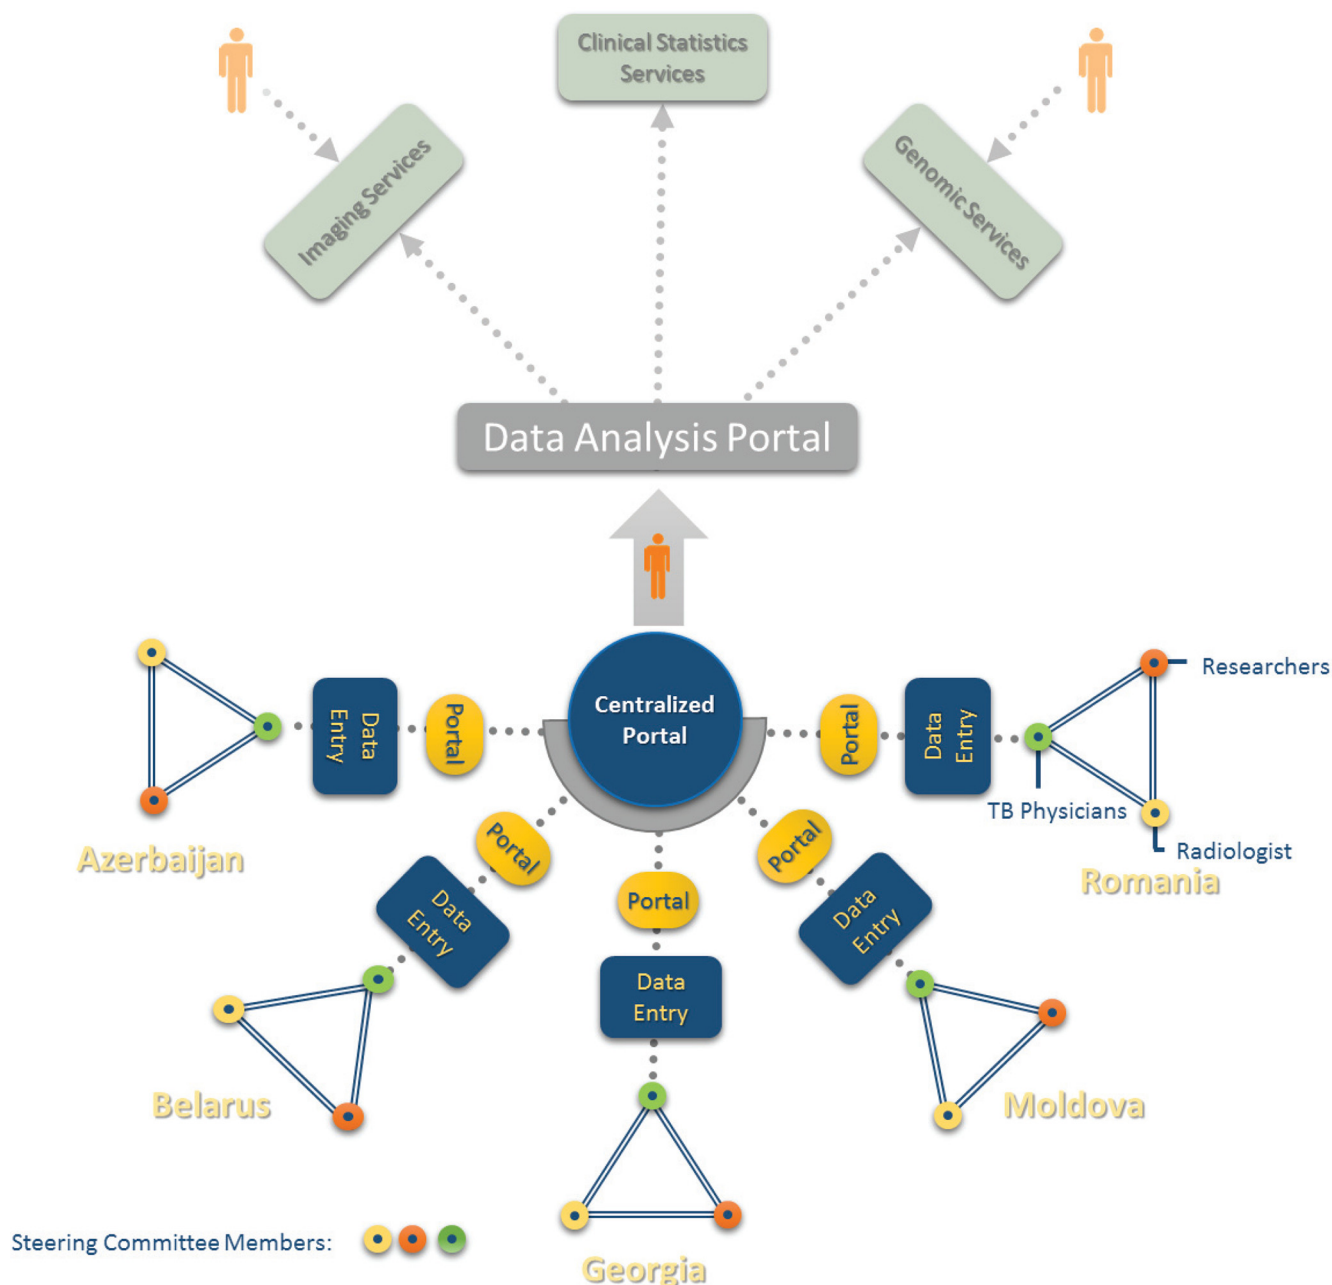 Clinical Statistics
Services
Imaging Services
Genomic Services
Data Analysis Portal
Centralized
Portal
Data
Entry
Portal
Azerbaijan
Portal
Data
Entry
Researchers
TB Physicians
Radiologist
Romania
Portal
Data
Entry
Belarus
Portal
Data
Entry
Georgia
Portal
Data
Entry
Moldova
Steering Committee Members: